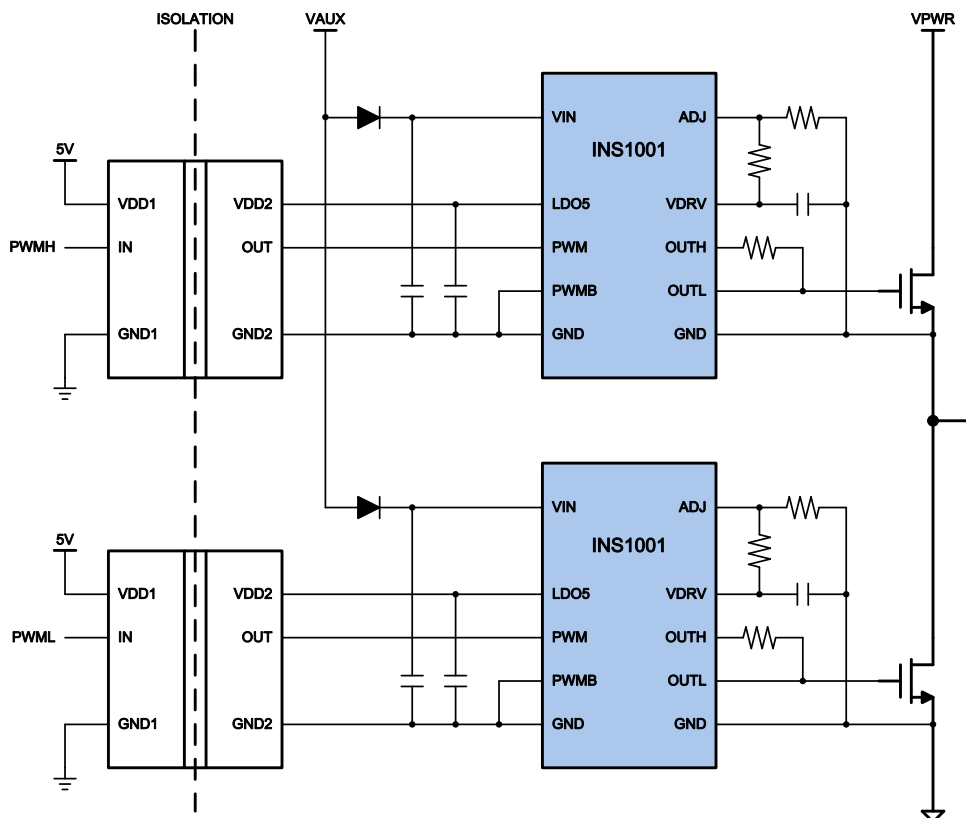 ISOLATION
VAUX
VPWR
VIN
ADJ
INS1001
5V
VDD1
VDD2
LDO5
VDRV
PWMH
IN
OUT
PWM
OUTH
PWMB
OUTL
GND1
GND2
GND
GND
VIN
ADJ
INS1001
5V
VDD1
VDD2
LDO5
VDRV
PWML
IN
OUT
PWM
OUTH
PWMB
OUTL
GND1
GND2
GND
GND